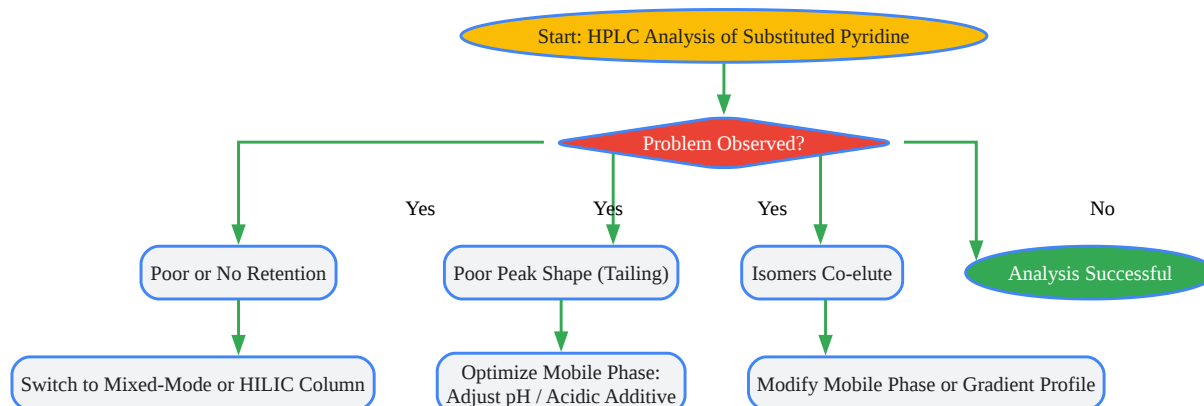 Start: HPLC Analysis of Substituted Pyridine
Problem Observed?
Yes
Yes
Yes
No
Poor or No Retention
Poor Peak Shape (Tailing)
Isomers Co-elute
Analysis Successful
Switch to Mixed-Mode or HILIC Column
Optimize Mobile Phase:
Adjust pH / Acidic Additive
Modify Mobile Phase or Gradient Profile